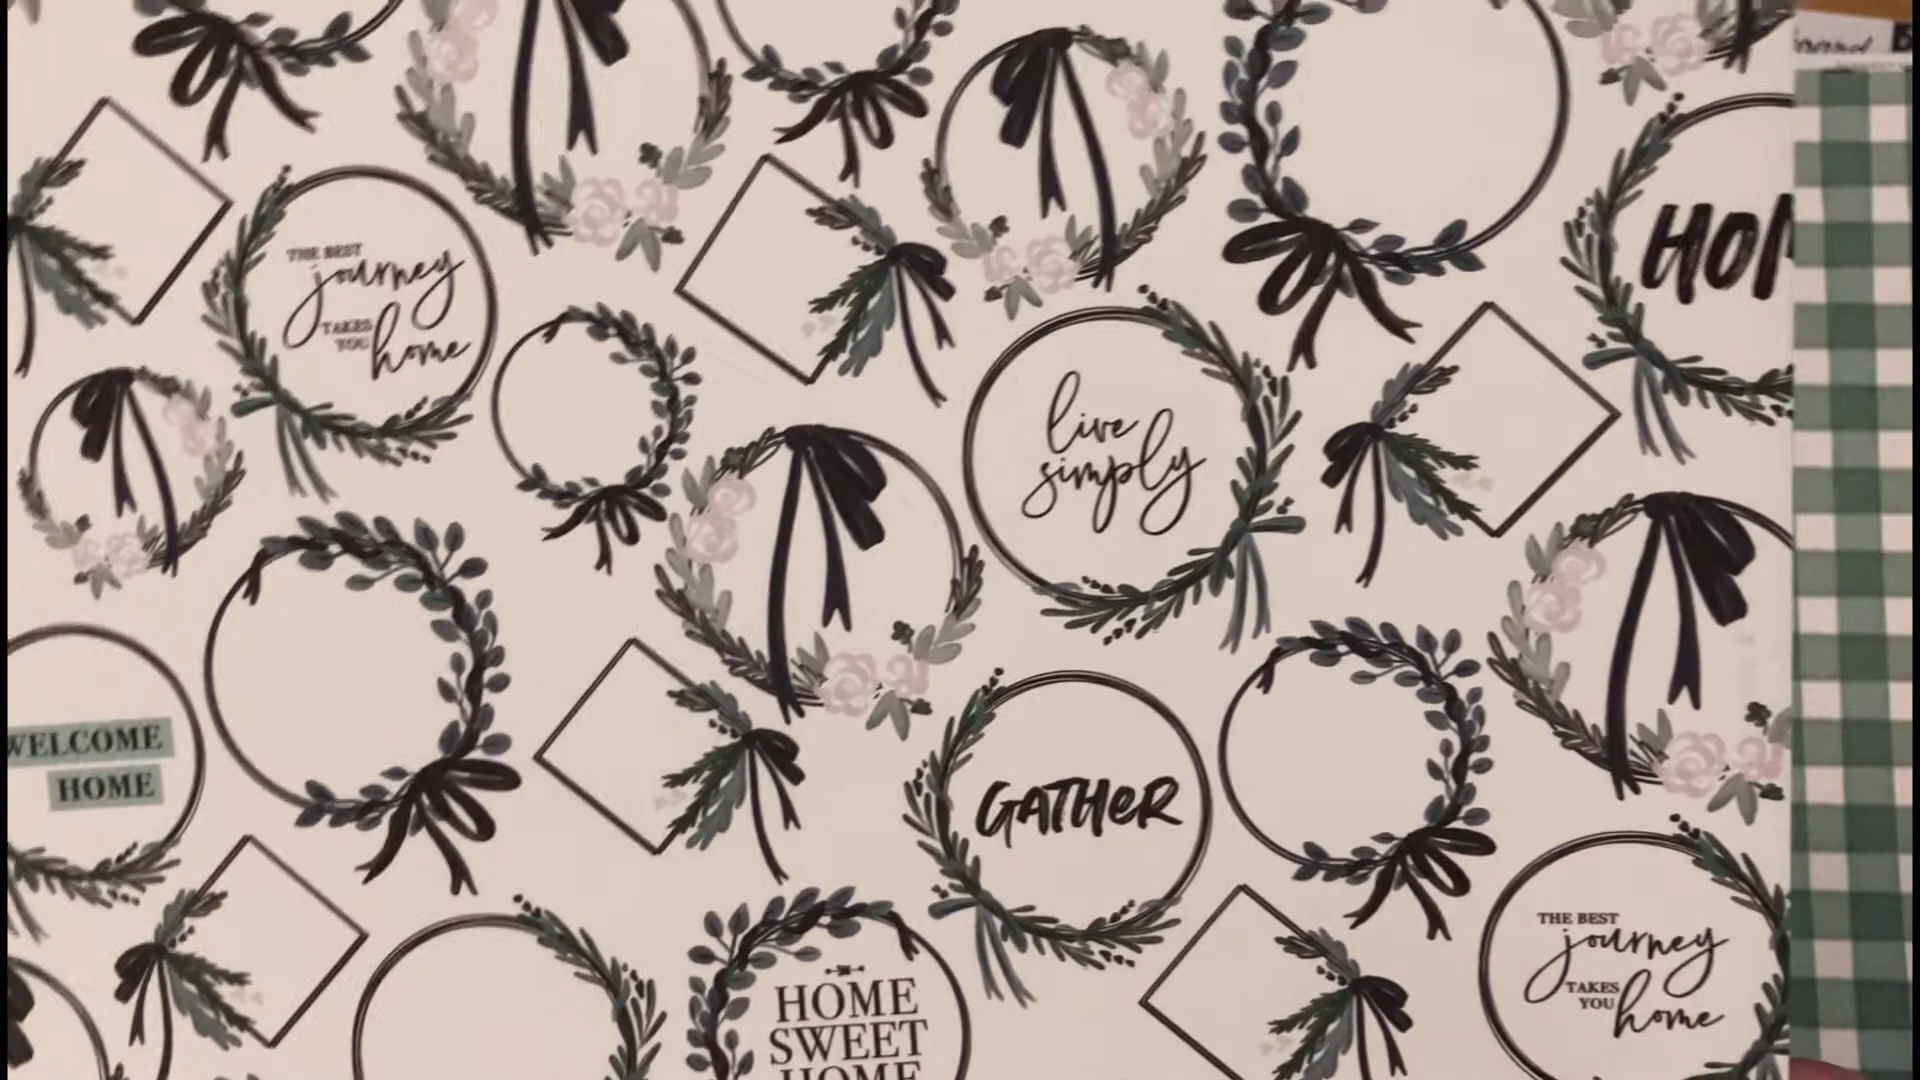 THE BEST
journey
TAKES
YOU home
live
simply
WELCOME
HOME
GATHER
THE BEST
journey
TAKES
YOU home
HOME
SWEET
HOME